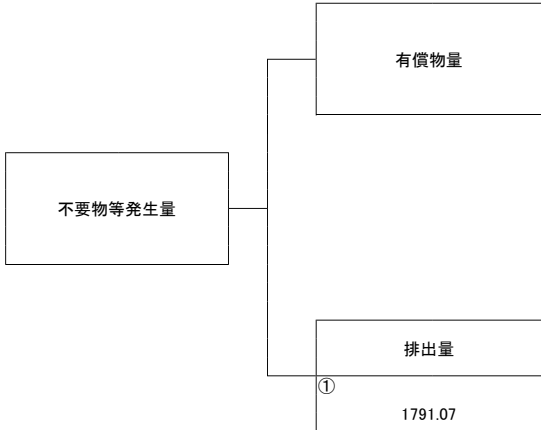 有償物量
不要物等発生量
排出量
①
1791.07